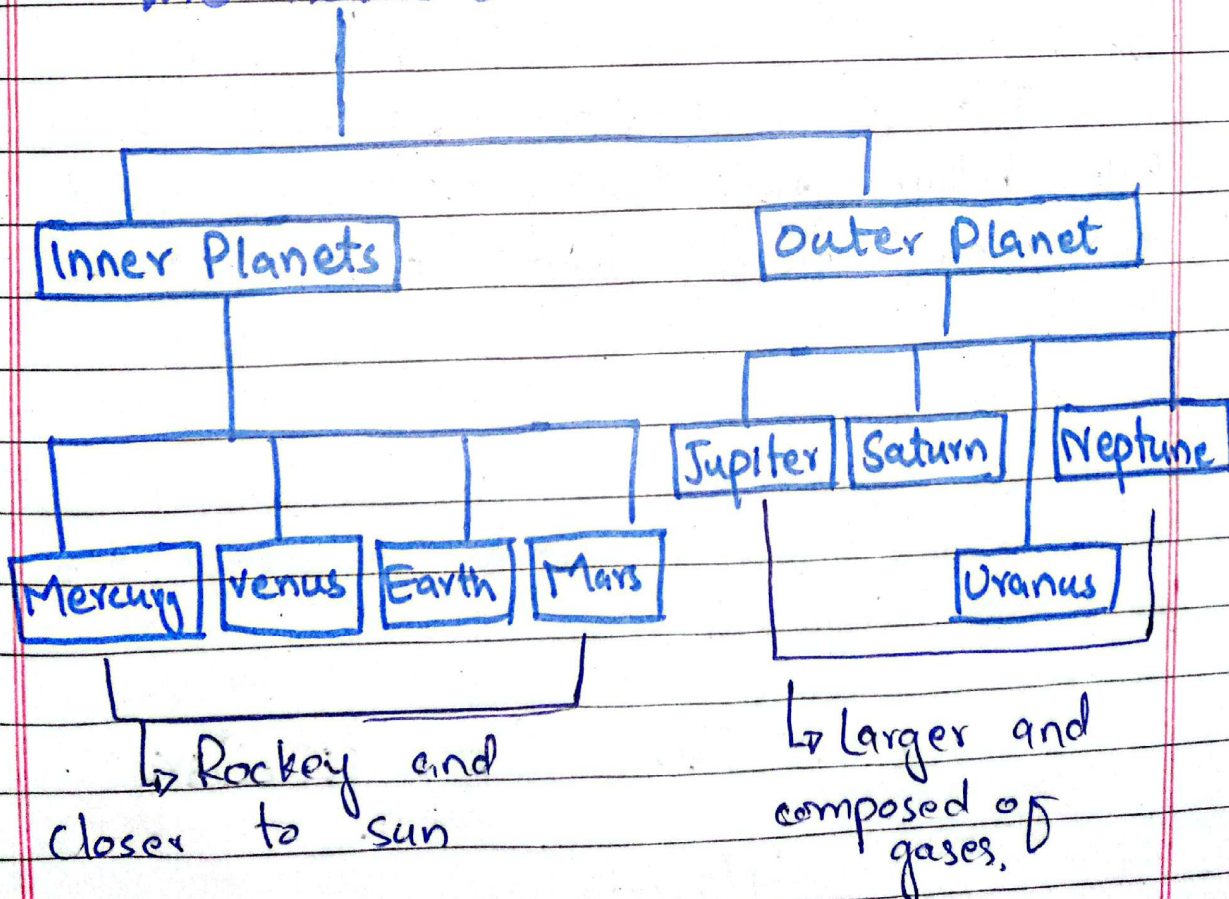 Inner Planets
Outer Planet
Jupiter Saturn Neptune
Uranus
Mercury Venus Earth Mars
Rockey and
closer to sun
Larger and
composed of
gases.